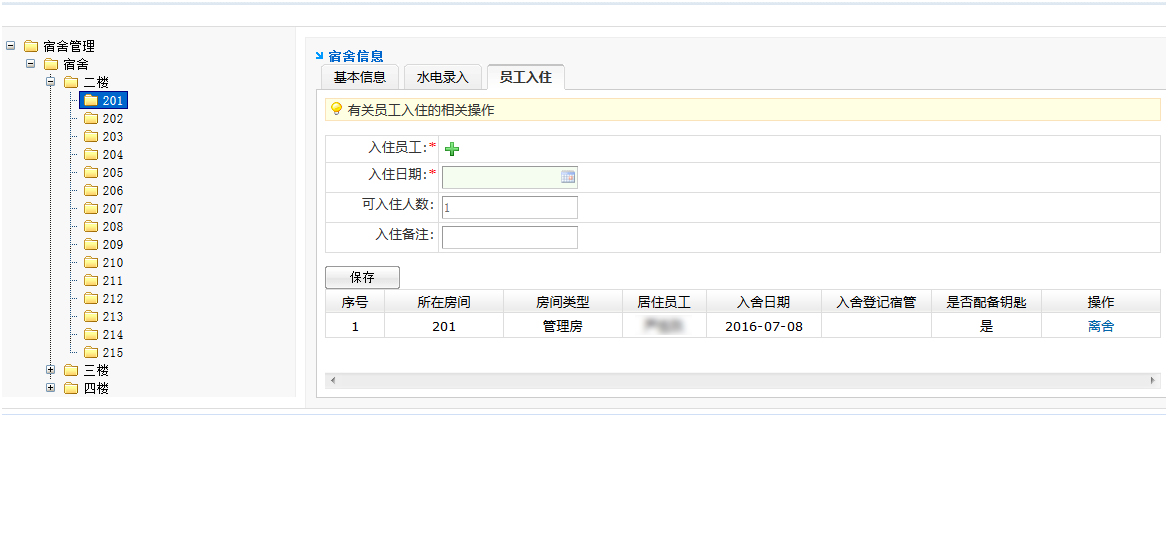 宿舍管理
宿舍
二楼
201
202
203
204
205
206
207
208
209
210
211
212
213
214
215
三楼
四楼
宿舍信息
基本信息 水电录入 员工入住
有关员工入住的相关操作
入住员工:*
入住日期:*
可入住人数: 1
入住备注:
保存
序号 所在房间 房间类型 居住员工 入舍日期 入舍登记宿管 是否配备钥匙 操作
1 201 管理房 2016-07-08 是 离舍